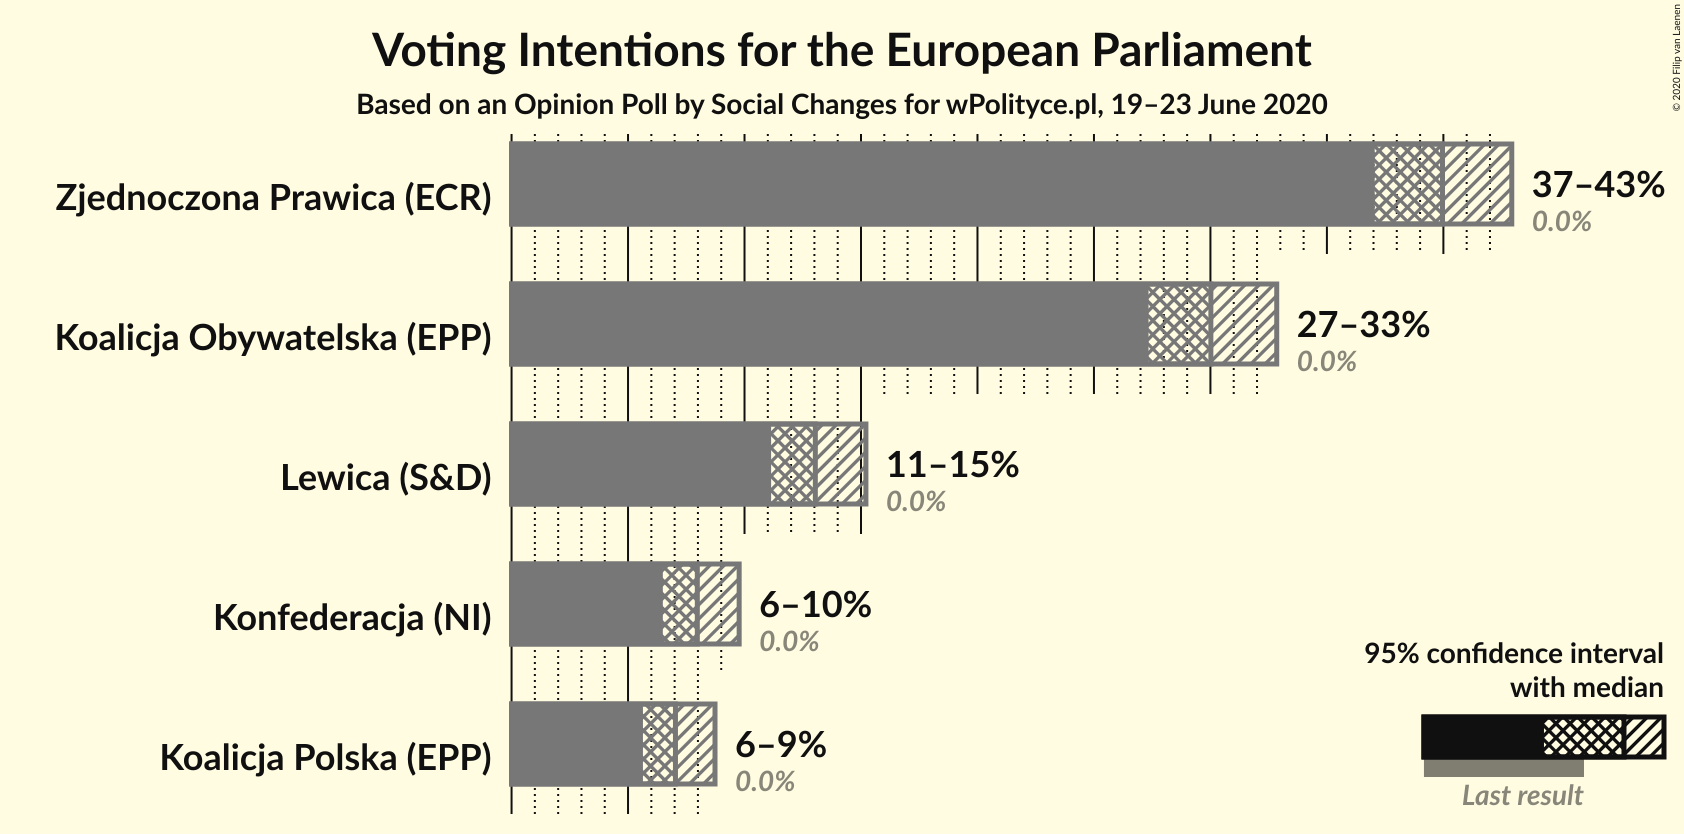 Voting Intentions for the European Parliament
Based on an Opinion Poll by Social Changes for wPolityce.pl, 19–23 June 2020
© 2020 Filip van Laenen
Zjednoczona Prawica (ECR)
37–43%
0.0%
Koalicja Obywatelska (EPP)
27–33%
0.0%
Lewica (S&D)
11–15%
0.0%
Konfederacja (NI)
6–10%
0.0%
Koalicja Polska (EPP)
6–9%
0.0%
95% confidence interval
with median
Last result